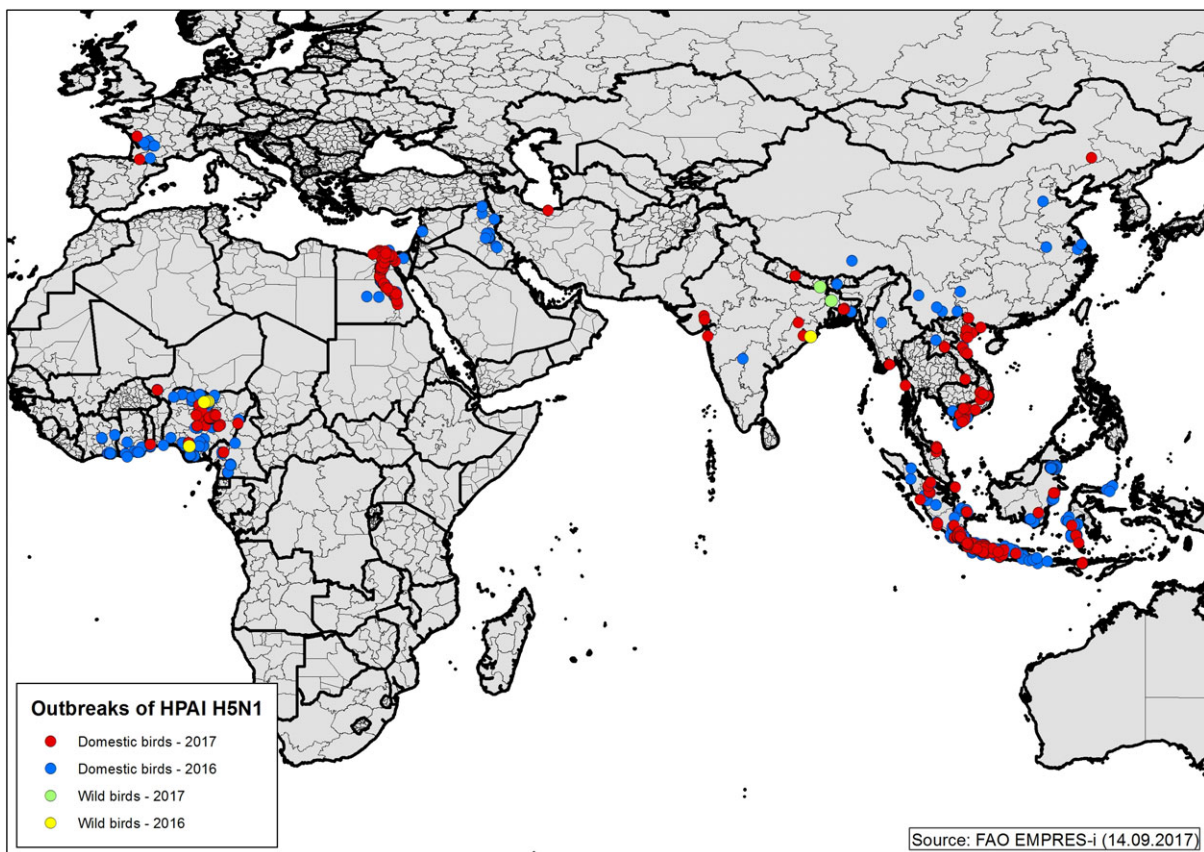 Outbreaks of HPAI H5N1
Domestic birds - 2017
Domestic birds - 2016
Wild birds - 2017
Wild birds - 2016
Source: FAO EMPRES-i (14.09.2017)